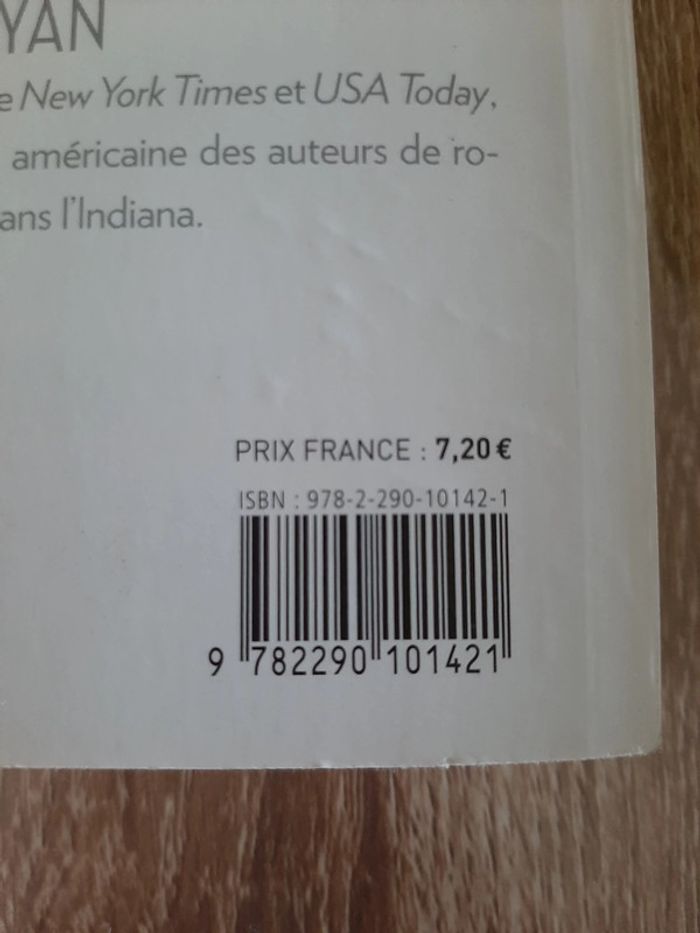 YAN
e New York Times et USA Today,
américaine des auteurs de ro-
ans l'Indiana.
PRIX FRANCE : 7,20 €
ISBN : 978-2-290-10142-1
9 782290 101421